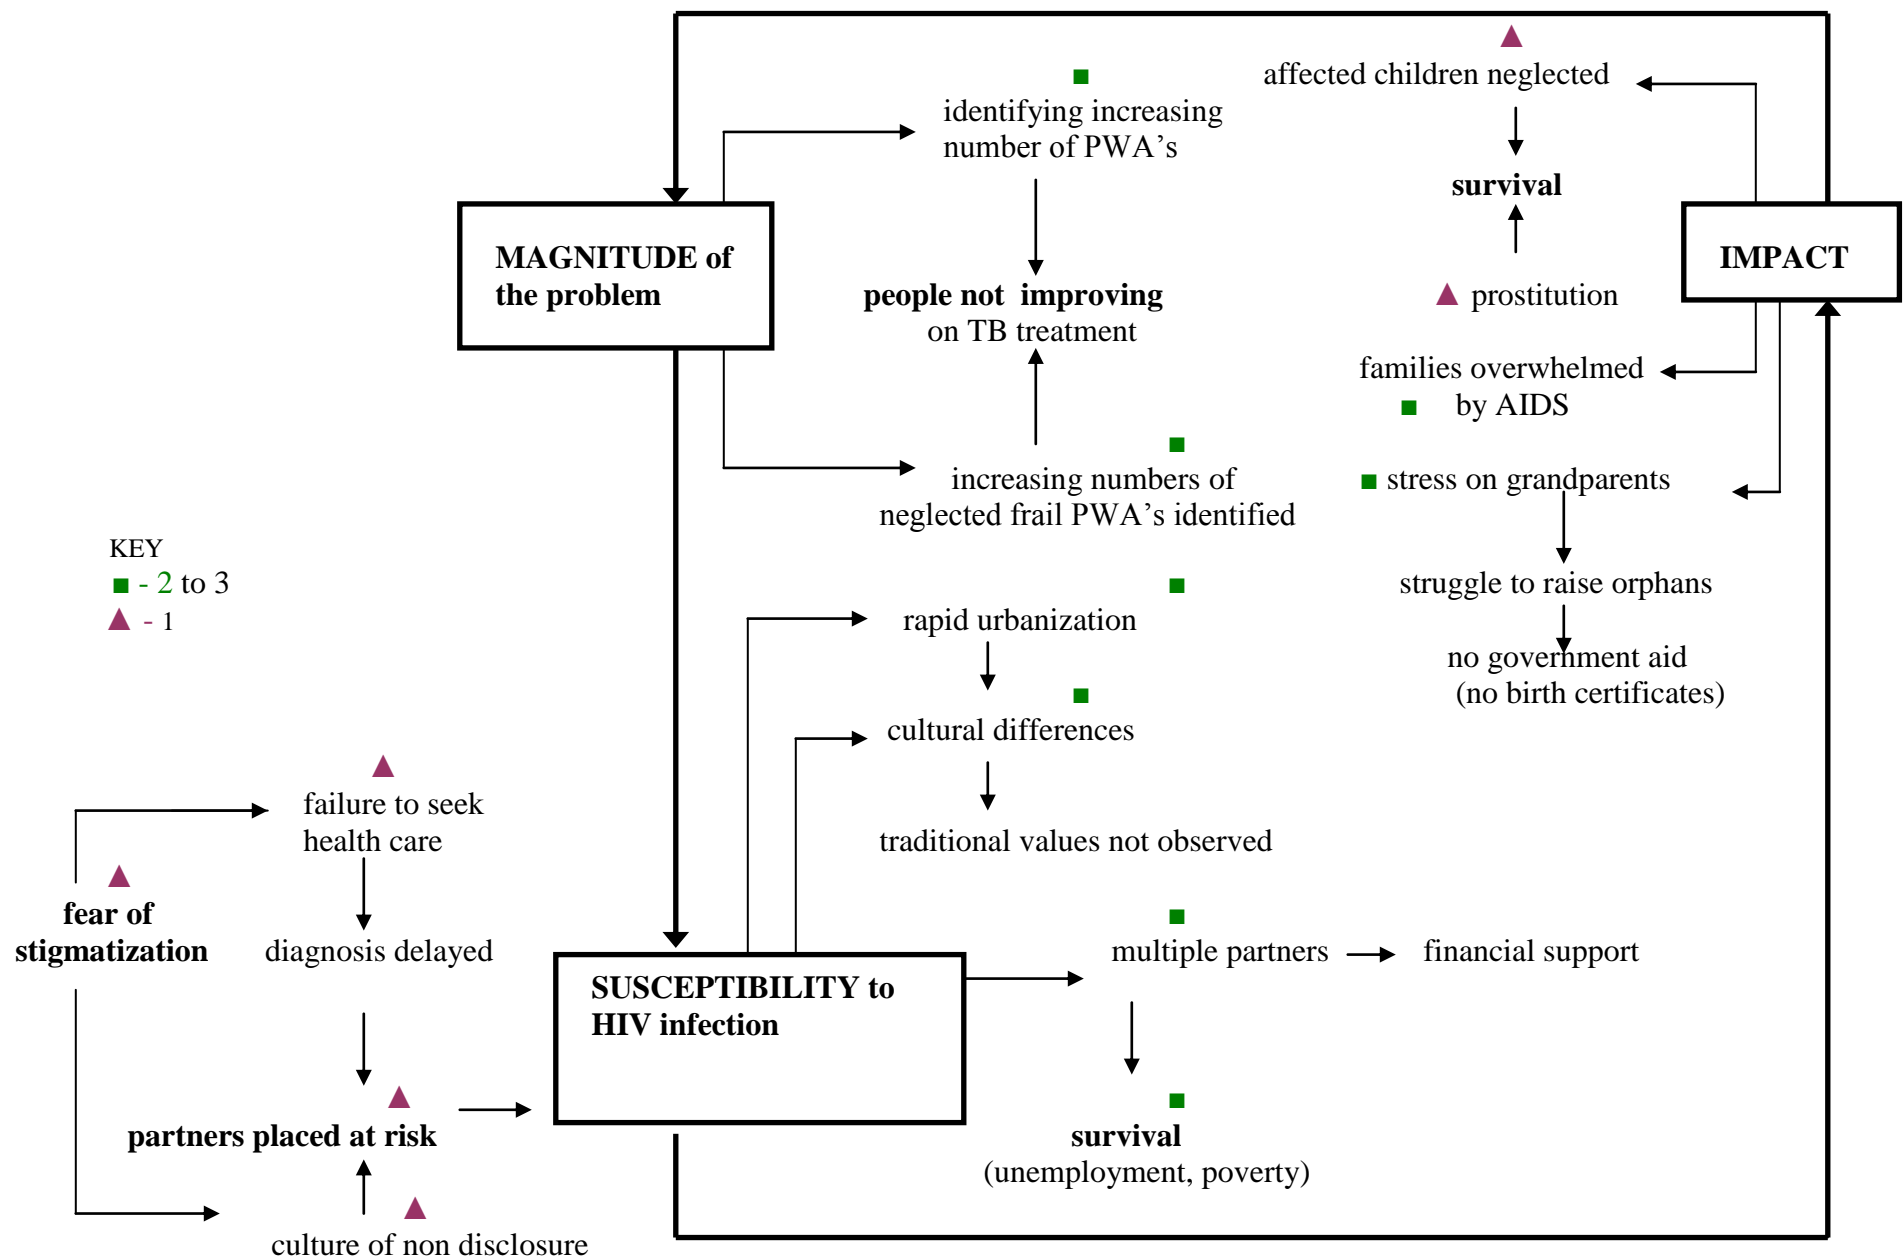 affected children neglected
identifying increasing
number of PWA’s
survival
MAGNITUDE of
the problem
IMPACT
people not  improving
on TB treatment
prostitution
families overwhelmed
by AIDS
increasing numbers of
neglected frail PWA’s identified
stress on grandparents
KEY
- 2 to 3
- 1
struggle to raise orphans
rapid urbanization
no government aid
(no birth certificates)
cultural differences
failure to seek
health care
traditional values not observed
fear of
stigmatization
diagnosis delayed
multiple partners
financial support
SUSCEPTIBILITY to
HIV infection
partners placed at risk
survival
(unemployment, poverty)
culture of non disclosure